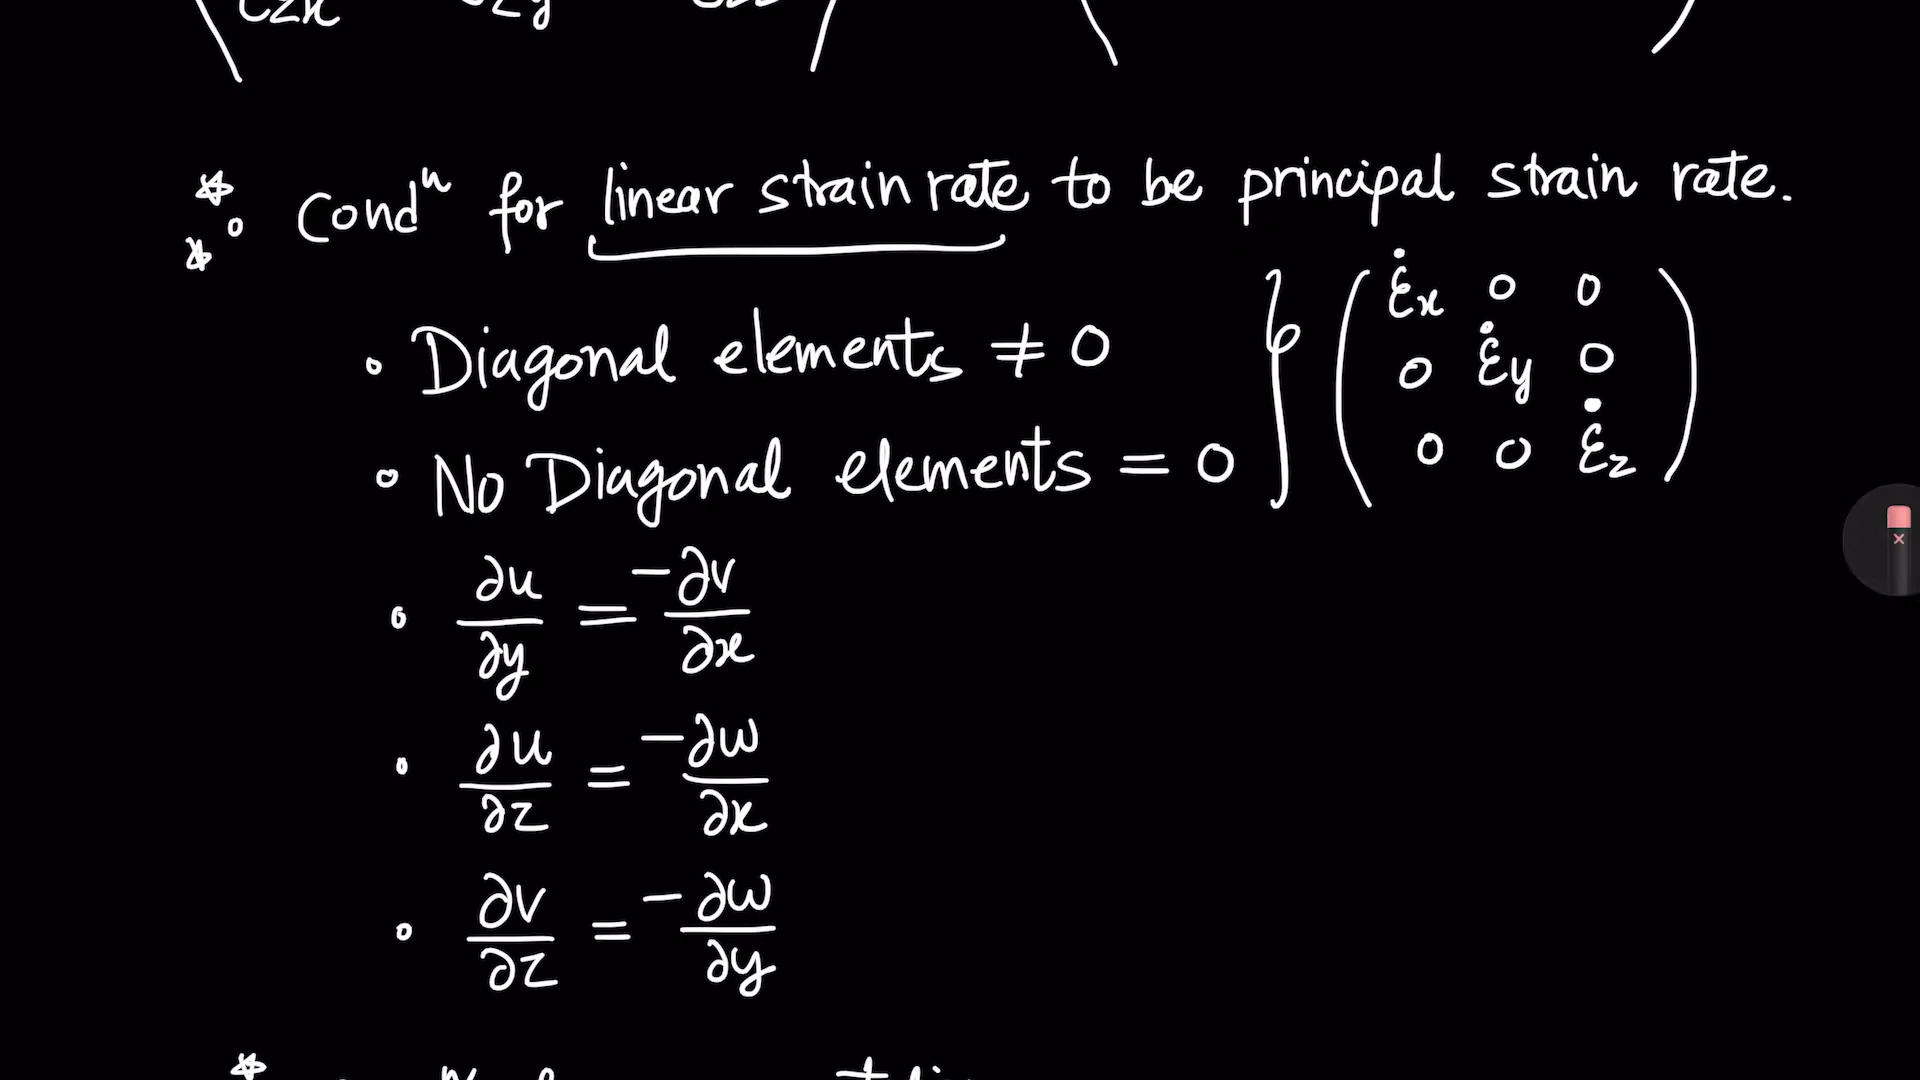 * Condⁿ for linear strain rate to be principal strain rate.
*
• Diagonal elements ≠ 0
• No Diagonal elements = 0
ε̇x 0 0
0 ε̇y 0
0 0 ε̇z
• ∂u/∂y = -∂v/∂x
• ∂u/∂z = -∂w/∂x
• ∂v/∂z = -∂w/∂y
*